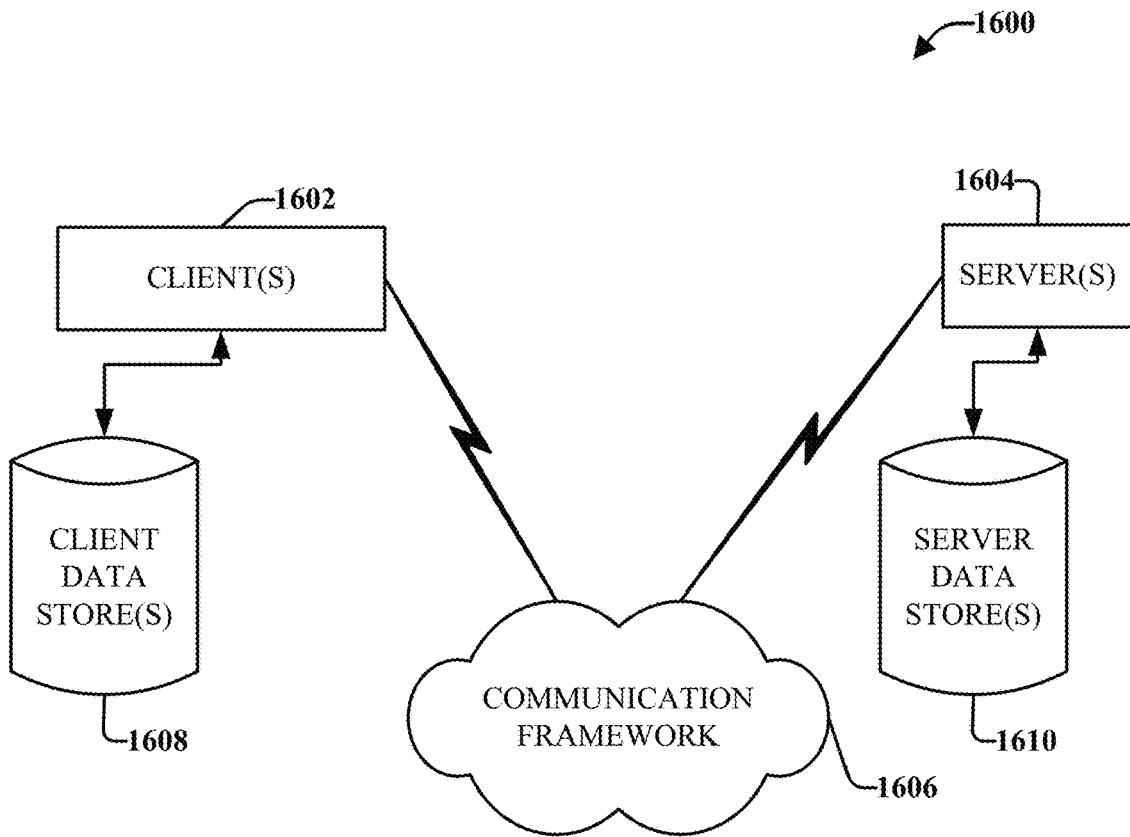 1600
1602
1604
CLIENT(S)
SERVER(S)
CLIENT
DATA
STORE(S)
SERVER
DATA
STORE(S)
COMMUNICATION
FRAMEWORK
1608
1610
1606